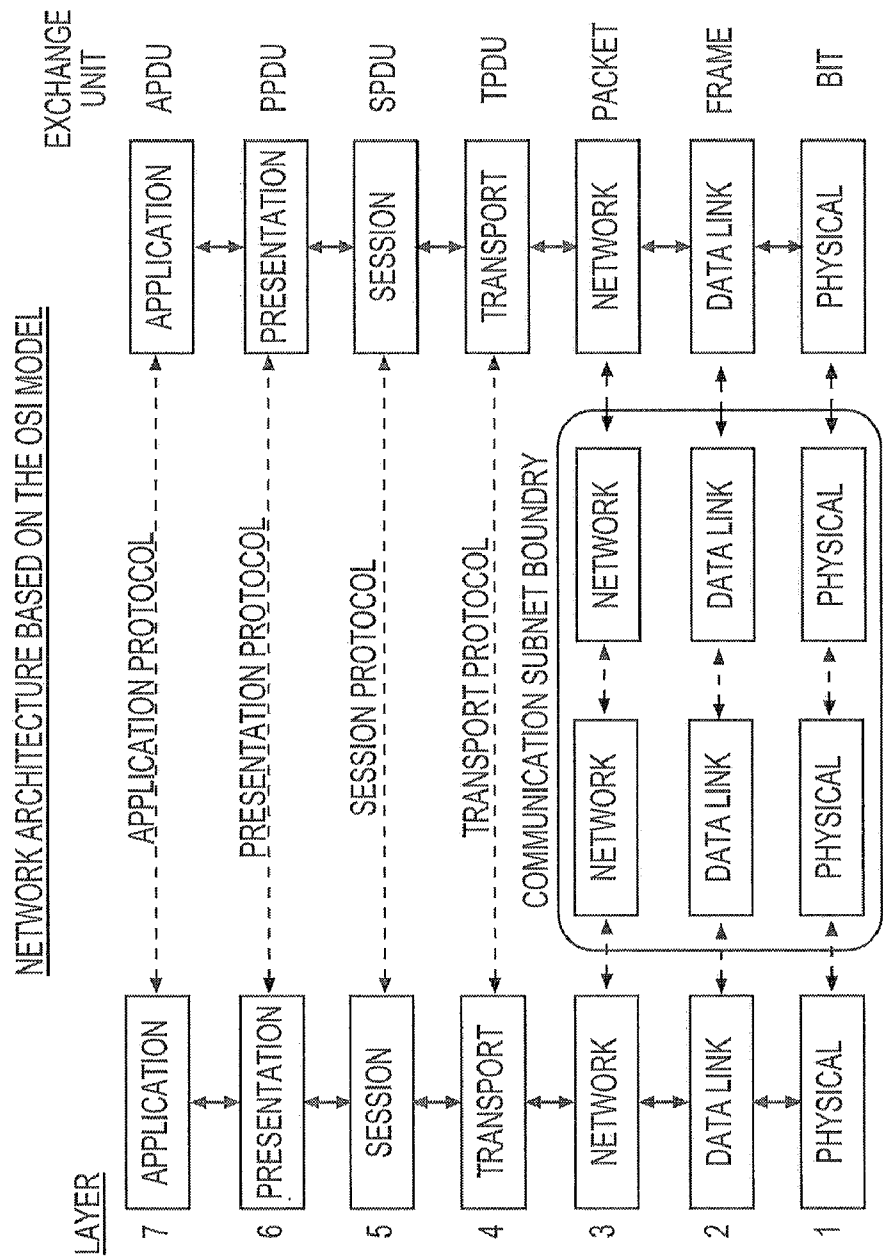 NETWORK ARCHITECTURE BASED ON THE OSI MODEL
LAYER
EXCHANGE
UNIT
7 APPLICATION APPLICATION PROTOCOL APPLICATION APDU
6 PRESENTATION PRESENTATION PROTOCOL PRESENTATION PPDU
5 SESSION SESSION PROTOCOL SESSION SPDU
4 TRANSPORT TRANSPORT PROTOCOL TRANSPORT TPDU
COMMUNICATION SUBNET BOUNDRY
3 NETWORK NETWORK NETWORK NETWORK PACKET
2 DATA LINK DATA LINK DATA LINK DATA LINK FRAME
1 PHYSICAL PHYSICAL PHYSICAL PHYSICAL BIT